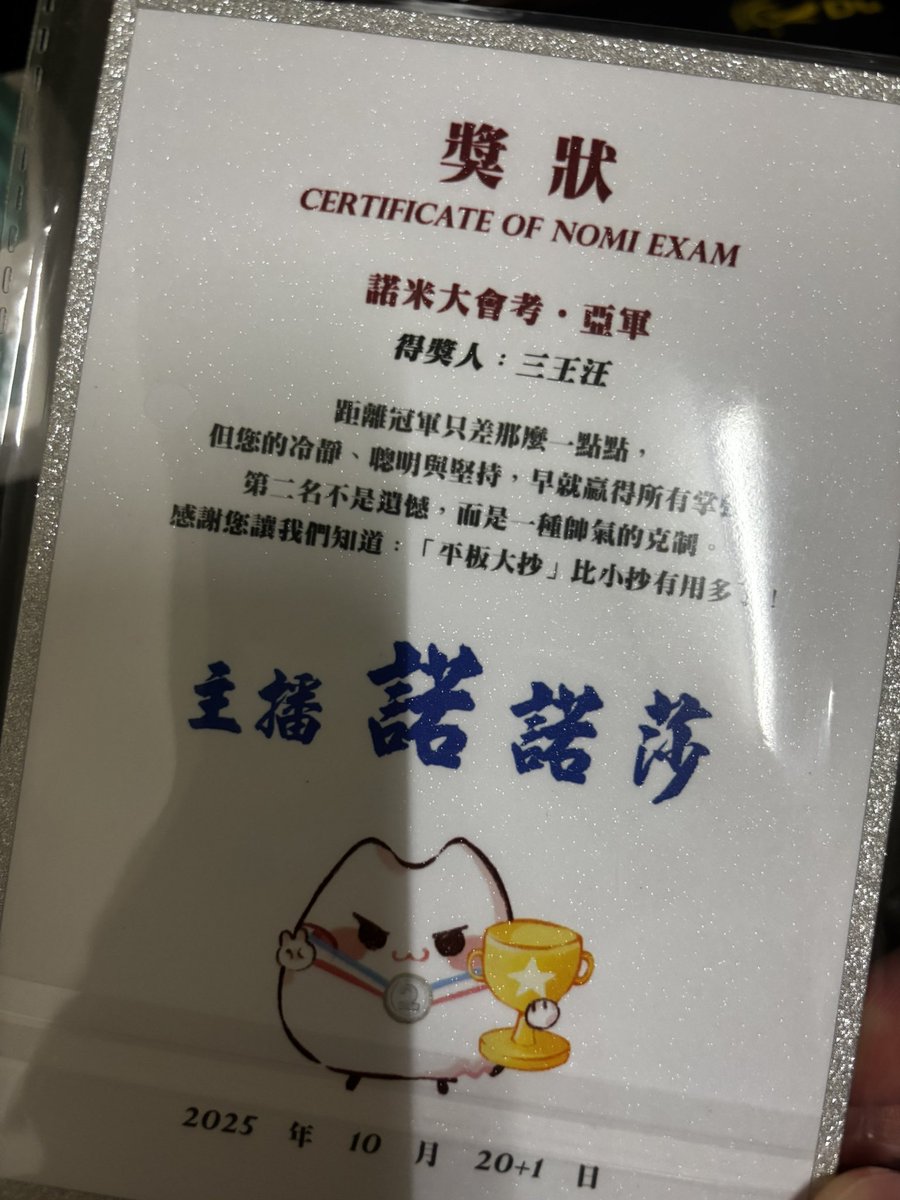 獎狀
CERTIFICATE OF NOMI EXAM
諾米大會考・亞軍
得獎人：三王汪
距離冠軍只差那麼一點點，
但您的冷靜、聰明與堅持，早就贏得所有掌聲
第二名不是遺憾，而是一種帥氣的克制。
感謝您讓我們知道：「平板大抄」比小抄有用多了！
主播 諾諾莎
2025 年 10 月 20+1 日